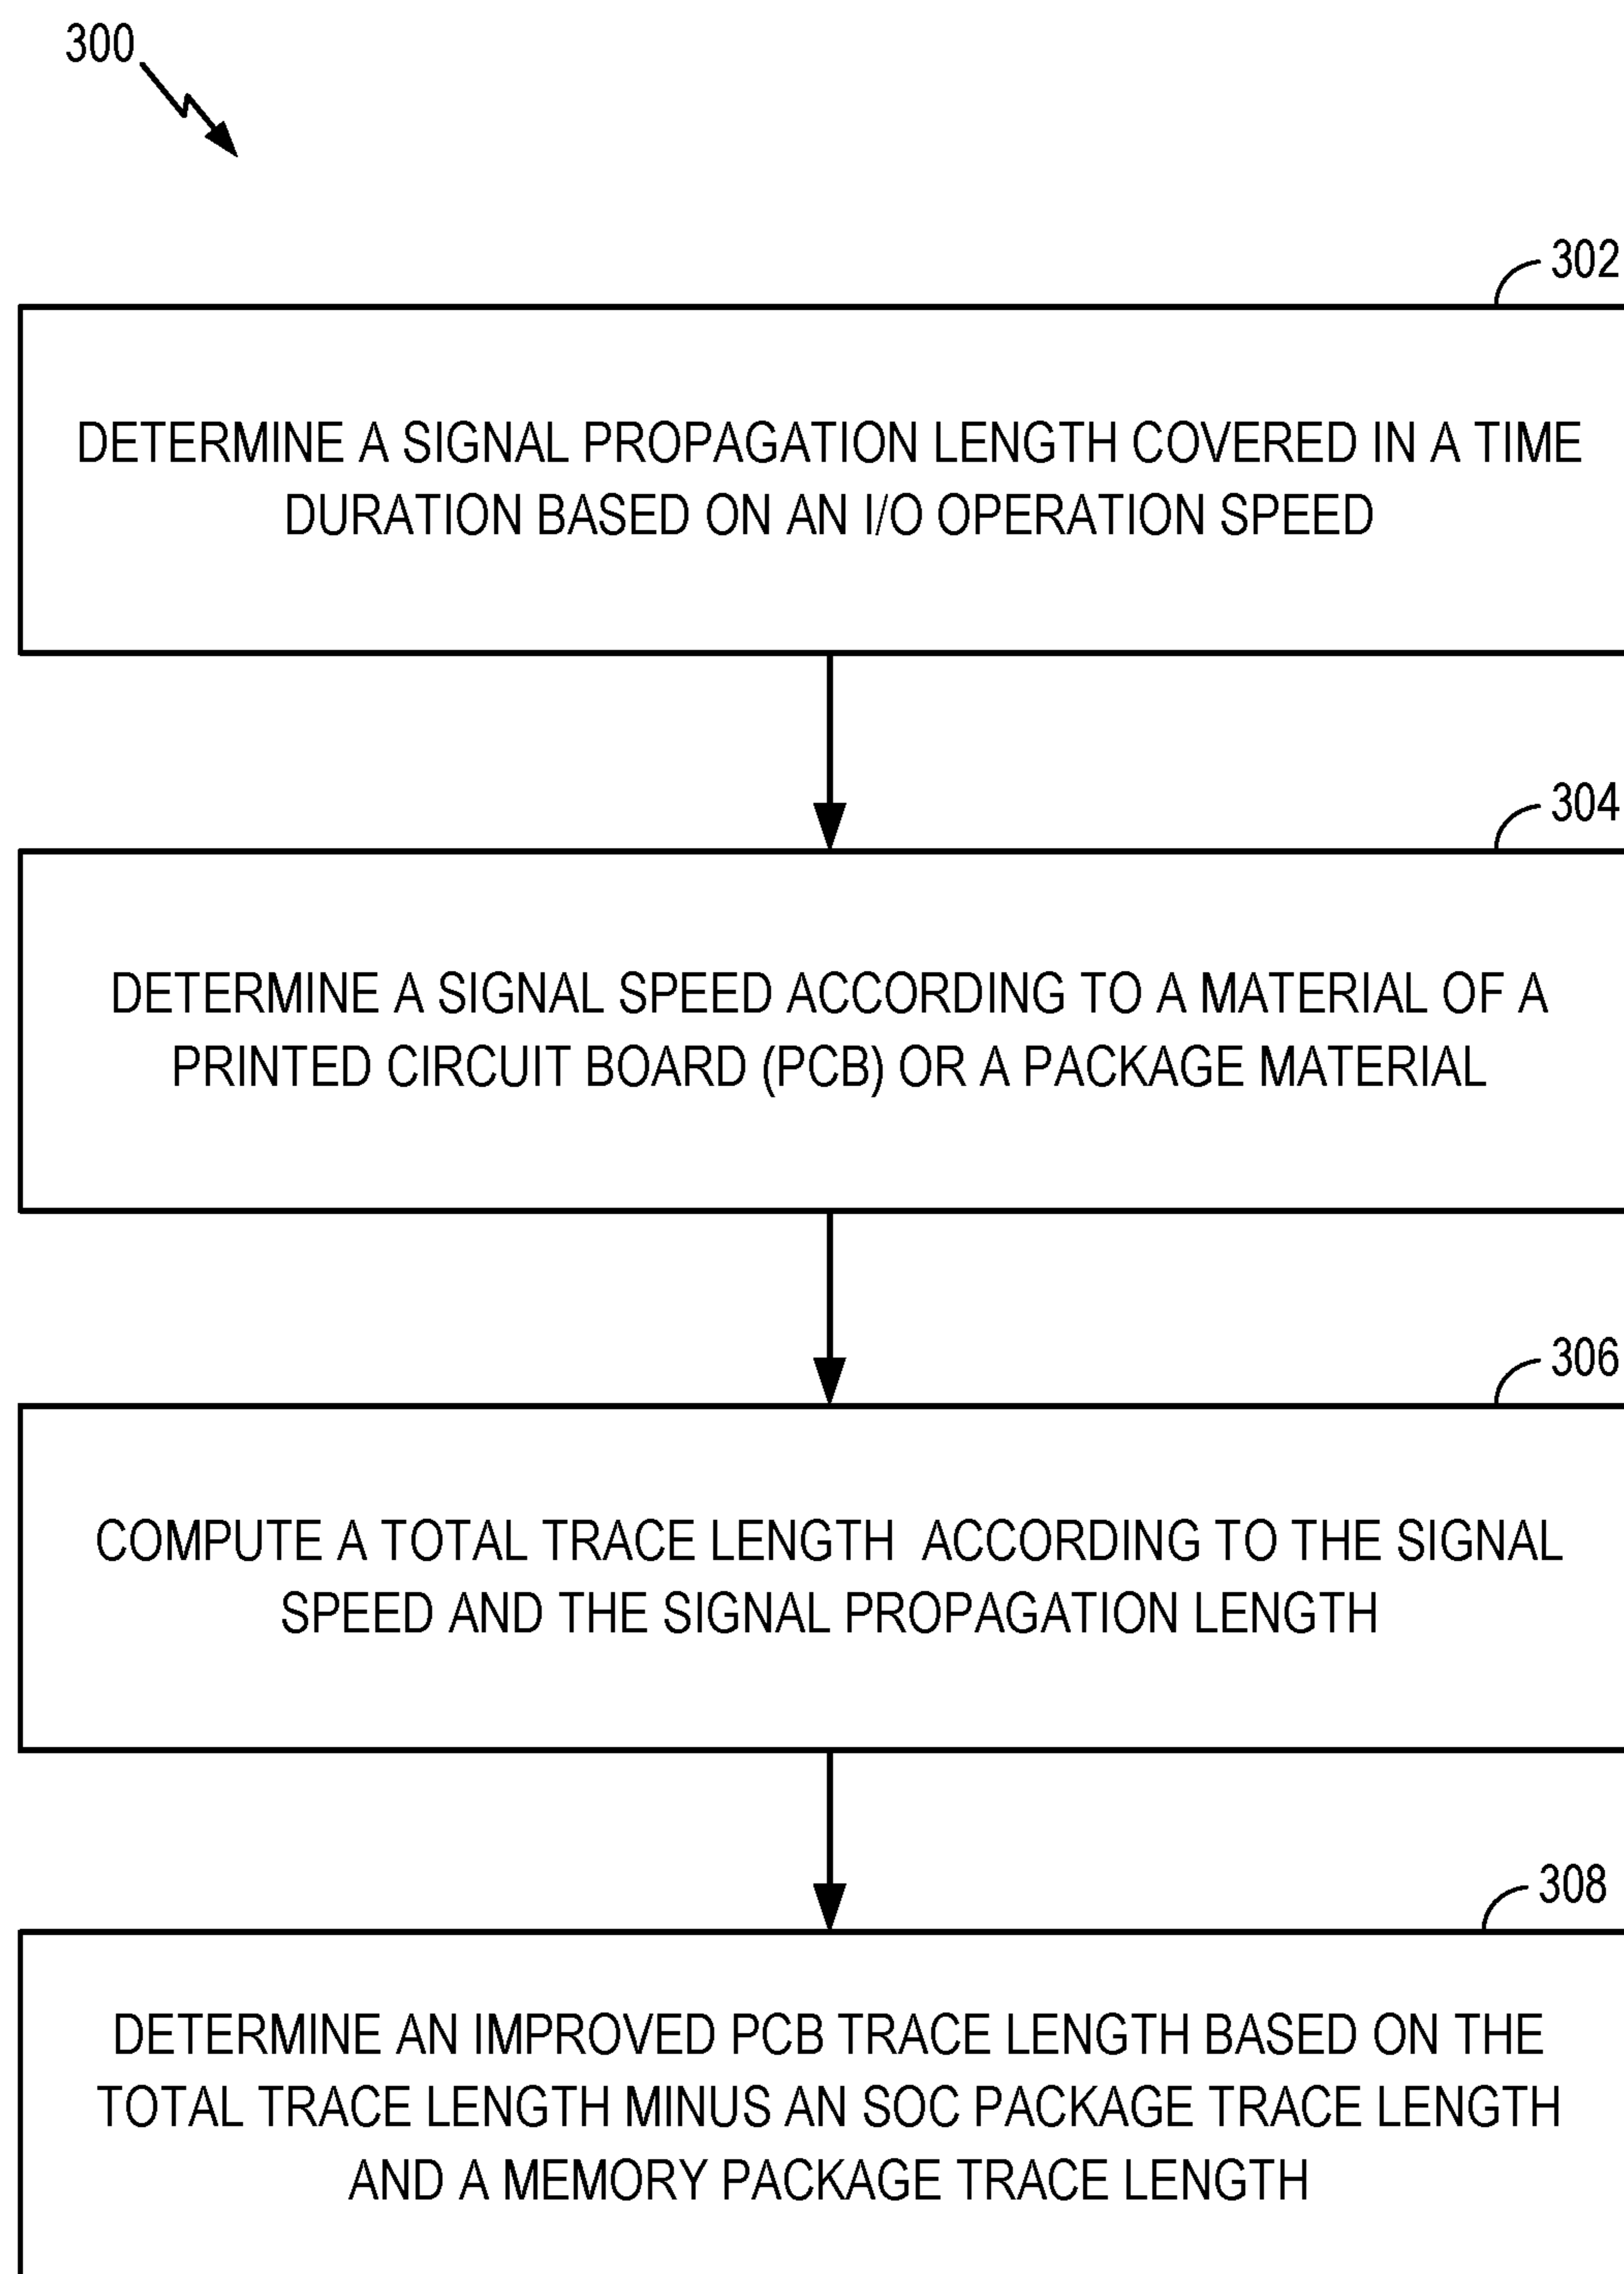 300
302
DETERMINE A SIGNAL PROPAGATION LENGTH COVERED IN A TIME
DURATION BASED ON AN I/O OPERATION SPEED
304
DETERMINE A SIGNAL SPEED ACCORDING TO A MATERIAL OF A
PRINTED CIRCUIT BOARD (PCB) OR A PACKAGE MATERIAL
306
COMPUTE A TOTAL TRACE LENGTH ACCORDING TO THE SIGNAL
SPEED AND THE SIGNAL PROPAGATION LENGTH
308
DETERMINE AN IMPROVED PCB TRACE LENGTH BASED ON THE
TOTAL TRACE LENGTH MINUS AN SOC PACKAGE TRACE LENGTH
AND A MEMORY PACKAGE TRACE LENGTH